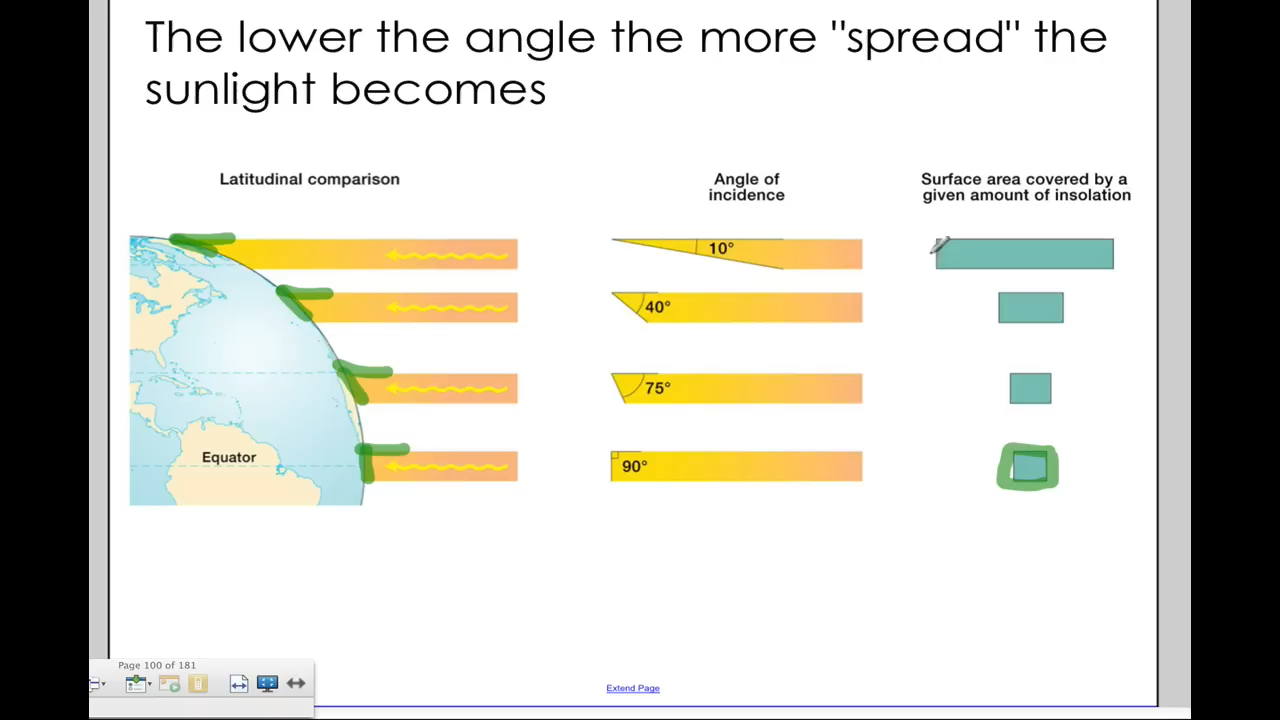 The lower the angle the more "spread" the
sunlight becomes
Latitudinal comparison
Angle of
incidence
Surface area covered by a
given amount of insolation
10°
40°
75°
Equator
90°
Page 100 of 181
Extend Page